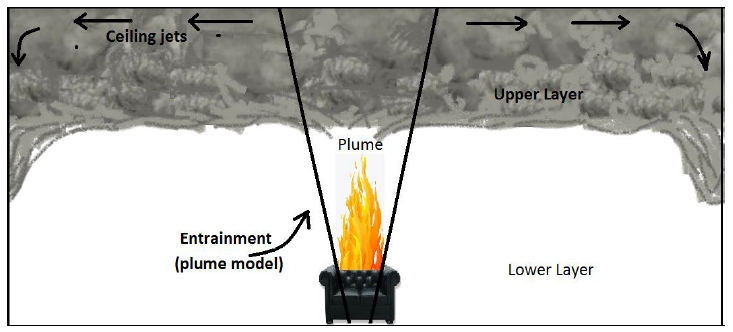 Ceiling jets
Upper Layer
Plume
Entrainment
(plume model)
Lower Layer